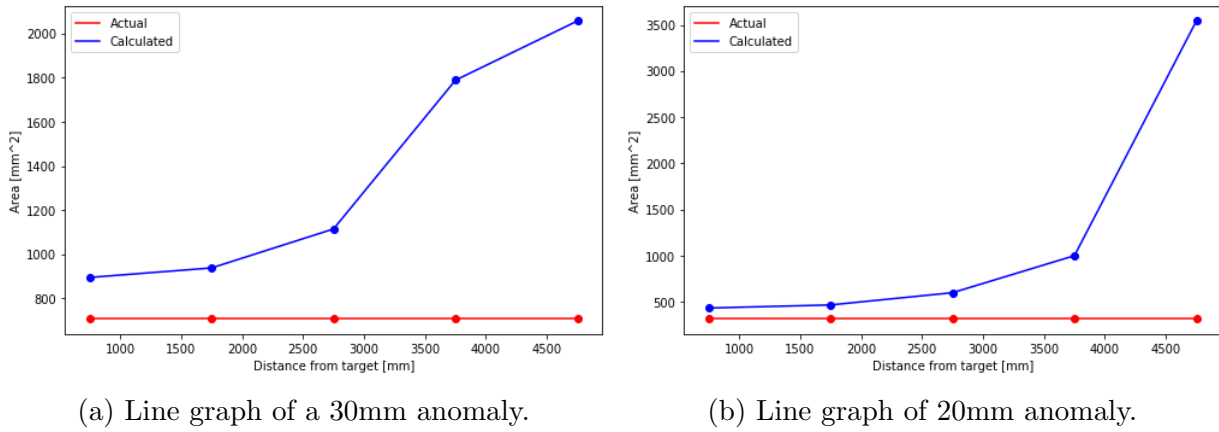 Actual
Calculated
2000
1800
1600
1400
1200
1000
800
Area [mm^2]
1000 1500 2000 2500 3000 3500 4000 4500
Distance from target [mm]
(a) Line graph of a 30mm anomaly.
Actual
Calculated
3500
3000
2500
2000
1500
1000
500
Area [mm^2]
1000 1500 2000 2500 3000 3500 4000 4500
Distance from target [mm]
(b) Line graph of 20mm anomaly.